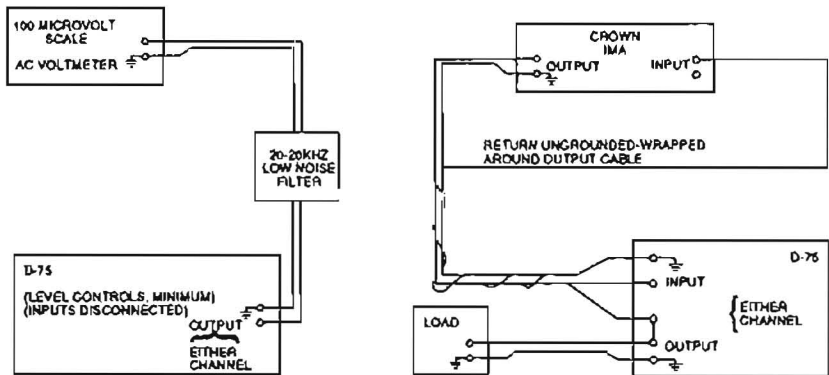 100 MICROVOLT
SCALE
AC VOLTMETER
20-20KHZ
LOW NOISE
FILTER
D-75
(LEVEL CONTROLS, MINIMUM)
(INPUTS DISCONNECTED)
OUTPUT
EITHER
CHANNEL
CROWN
IMA
OUTPUT
INPUT
RETURN UNGROUNDED-WRAPPED
AROUND OUTPUT CABLE
D-75
INPUT
EITHER
CHANNEL
OUTPUT
LOAD